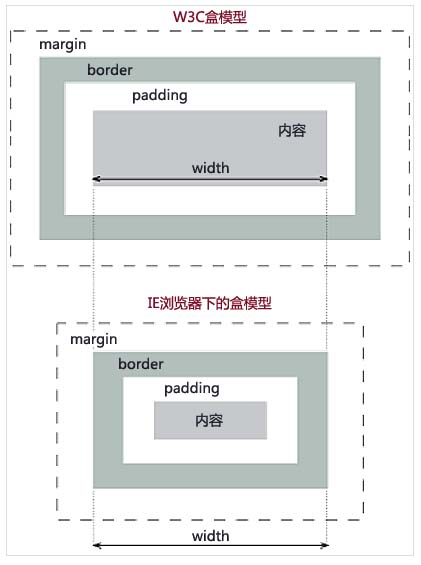 W3C盒模型
margin
border
padding
内容
width
IE浏览器下的盒模型
margin
border
padding
内容
width